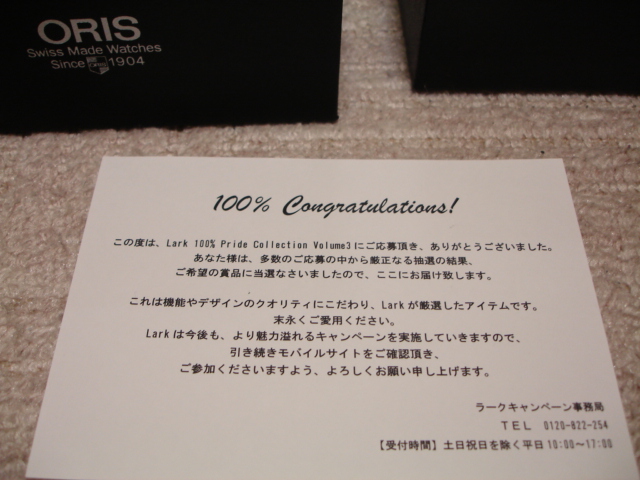 ORIS
Swiss Made Watches
Since 1904
100% Congratulations!
この度は、Lark 100% Pride Collection Volume3にご応募頂き、ありがとうございました。
あなた様は、多数のご応募の中から厳正なる抽選の結果、
ご希望の賞品に当選なさいましたので、ここにお届け致します。
これは機能やデザインのクオリティにこだわり、Larkが厳選したアイテムです。
末永くご愛用ください。
Larkは今後も、より魅力溢れるキャンペーンを実施していきますので、
引き続きモバイルサイトをご確認頂き、
ご参加くださいますよう、よろしくお願い申し上げます。
ラークキャンペーン事務局
TEL 0120-822-254
【受付時間】土日祝日を除く平日10:00～17:00